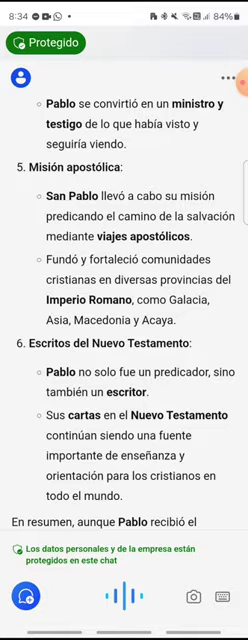 8:34
84%
Protegido
Pablo se convirtió en un ministro y
testigo de lo que había visto y
seguiría viendo.
5. Misión apostólica:
San Pablo llevó a cabo su misión
predicando el camino de la salvación
mediante viajes apostólicos.
Fundó y fortaleció comunidades
cristianas en diversas provincias del
Imperio Romano, como Galacia,
Asia, Macedonia y Acaya.
6. Escritos del Nuevo Testamento:
Pablo no solo fue un predicador, sino
también un escritor.
Sus cartas en el Nuevo Testamento
continúan siendo una fuente
importante de enseñanza y
orientación para los cristianos en
todo el mundo.
En resumen, aunque Pablo recibió el
Los datos personales y de la empresa están
protegidos en este chat